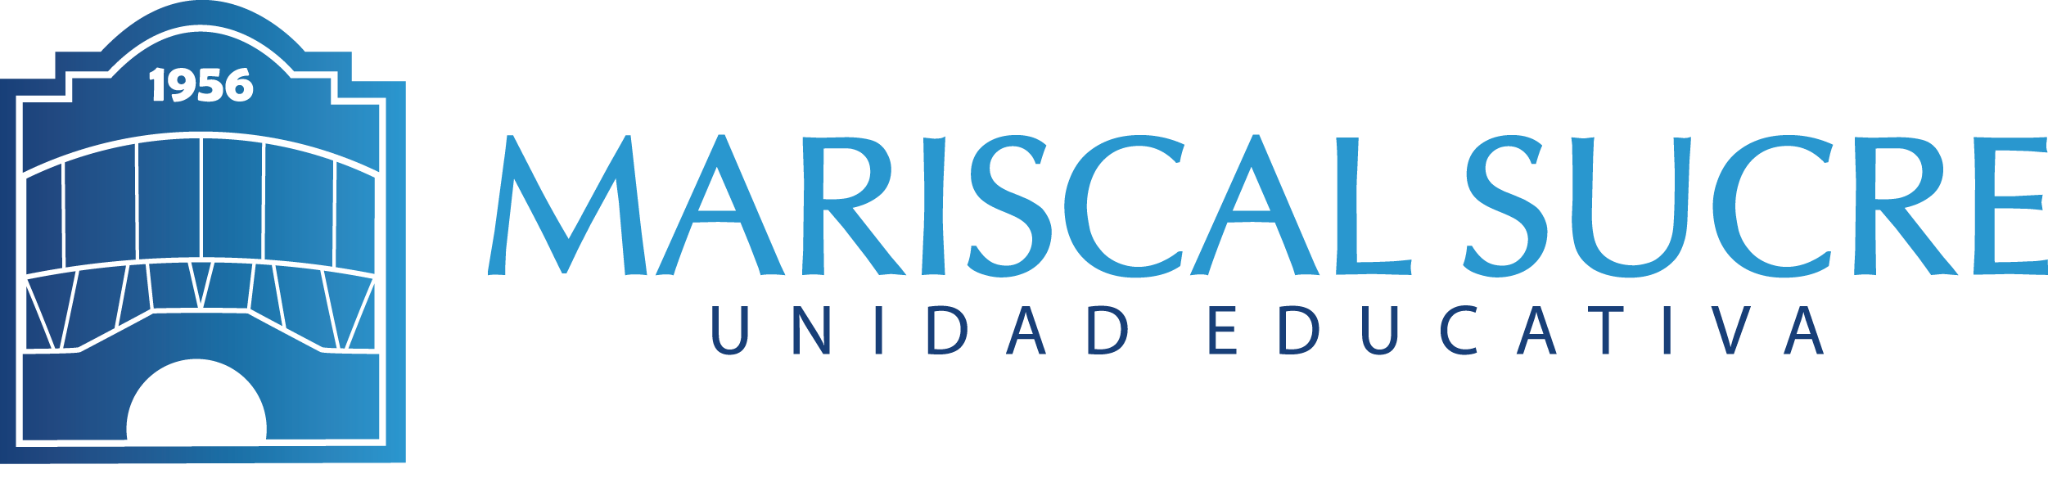 1956
MARISCAL SUCRE
UNIDAD EDUCATIVA